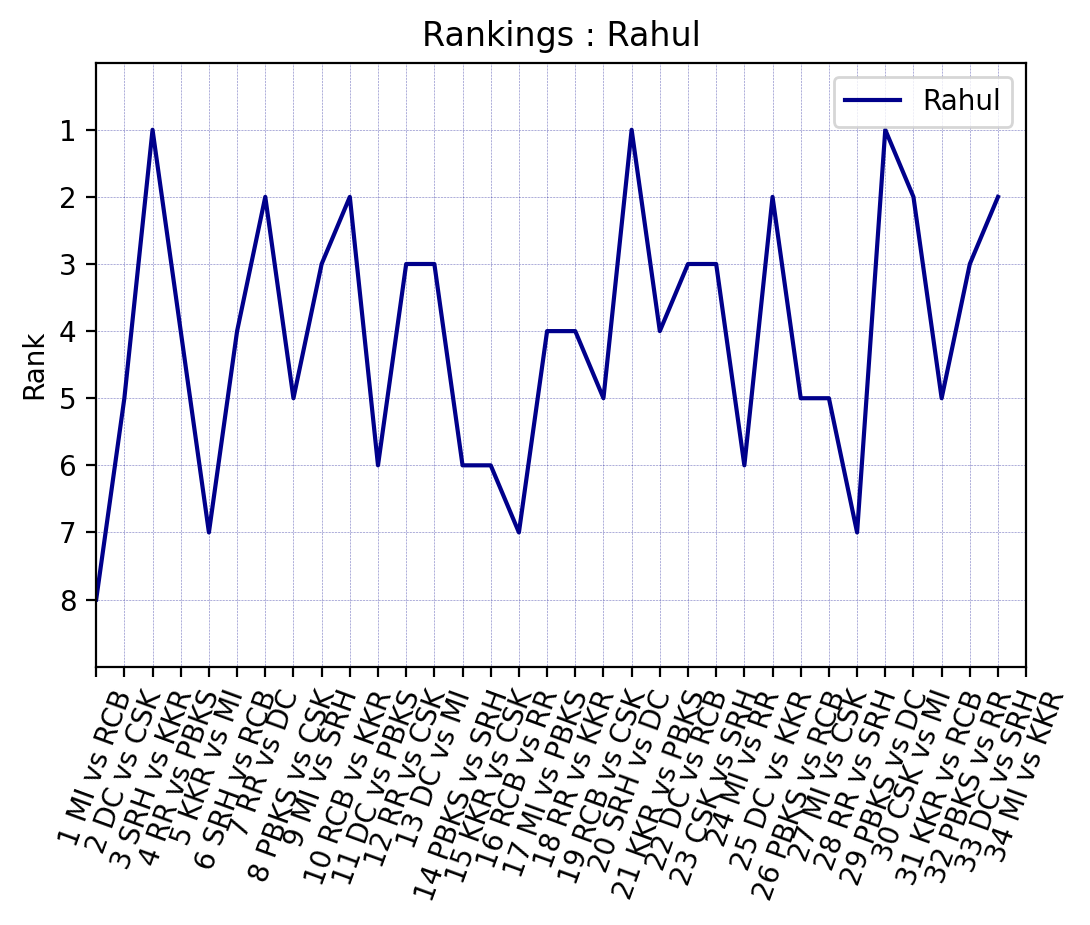 Rankings : Rahul
Rahul
Rank
1
2
3
4
5
6
7
8
1 MI vs RCB
2 DC vs CSK
3 SRH vs KKR
4 RR vs PBKS
5 KKR vs MI
6 SRH vs RCB
7 RR vs DC
8 PBKS vs CSK
9 MI vs SRH
10 RCB vs KKR
11 DC vs PBKS
12 RR vs CSK
13 DC vs MI
14 PBKS vs SRH
15 KKR vs CSK
16 RCB vs RR
17 MI vs PBKS
18 RR vs KKR
19 RCB vs CSK
20 SRH vs DC
21 KKR vs PBKS
22 DC vs RCB
23 CSK vs SRH
24 MI vs RR
25 DC vs KKR
26 PBKS vs RCB
27 MI vs CSK
28 RR vs SRH
29 PBKS vs DC
30 CSK vs MI
31 KKR vs RCB
32 PBKS vs RR
33 DC vs SRH
34 MI vs KKR